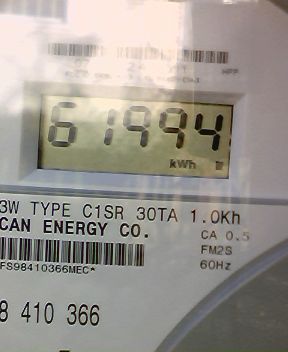 61994
kWh
3W TYPE C1SR 30TA 1.0Kh
CAN ENERGY CO.
CA 0.5
FM2S
60Hz
FS98410366MEC*
8 410 366